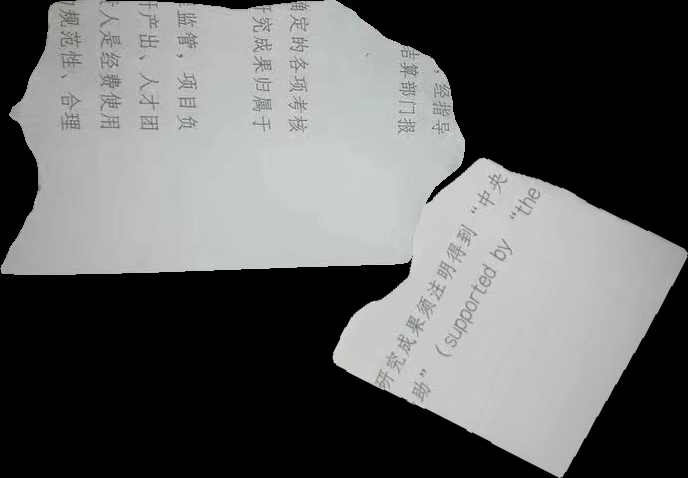 ，经指导
结算部门报
确定的各项考核
研究成果归属于
监管，项目负
产出、人才团
人是经费使用
规范性、合理
研究成果须注明得到“中央
助”（supported by “the